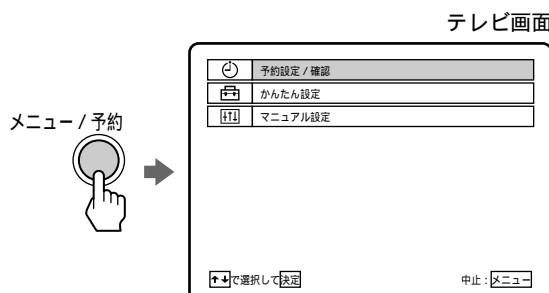 テレビ画面
予約設定 / 確認
かんたん設定
マニュアル設定
メニュー / 予約
↑↓で選択して決定
中止 : メニュー